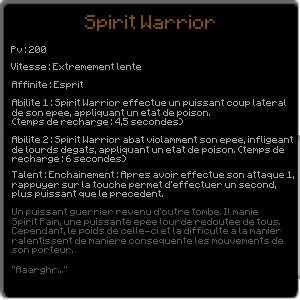 Spirit Warrior
Pv : 200
Vitesse : Extremement lente
Affinite : Esprit
Abilite 1 : Spirit Warrior effectue un puissant coup lateral
de son epee, appliquant un etat de poison.
(Temps de recharge : 4,5 secondes)
Abilite 2 : Spirit Warrior abat violamment son epee, infligeant
de lourds degats, appliquant un etat de poison. (Temps de
recharge : 6 secondes)
Talent : Enchainement : Apres avoir effectue son attaque 1,
rappuyer sur la touche permet d'effectuer un second,
plus puissant que le precedent.
Un puissant guerrier revenu d'outre tombe. Il manie
Spirit Pain, une puissante epee lourde redoutee de tous.
Cependant, le poids de celle-ci et la difficulte a la manier
ralentissent de maniere consequente les mouvements de
son porteur.
"Aaarghr..."